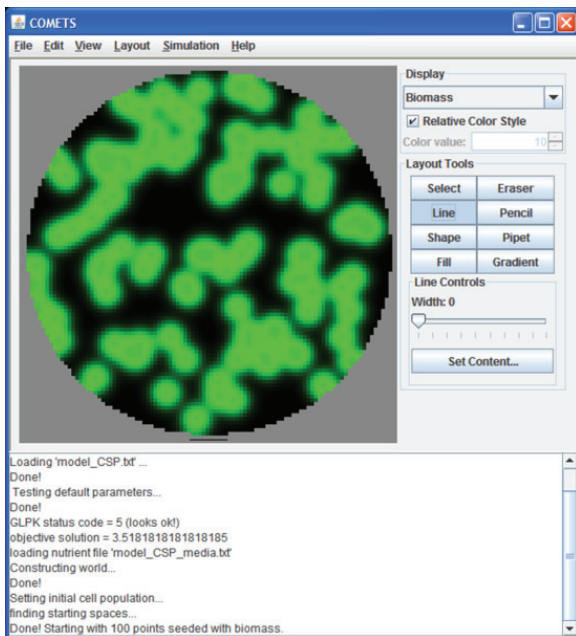 COMETS
File Edit View Layout Simulation Help
Display
Biomass
Relative Color Style
Color value: 10
Layout Tools
Select Eraser
Line Pencil
Shape Pipet
Fill Gradient
Line Controls
Width: 0
Set Content...
Loading 'model_CSP.txt' ...
Done!
Testing default parameters...
Done!
GLPK status code = 5 (looks ok!)
objective solution = 3.5181818181818185
loading nutrient file 'model_CSP_media.txt'
Constructing world...
Done!
Setting initial cell population...
finding starting spaces...
Done! Starting with 100 points seeded with biomass.